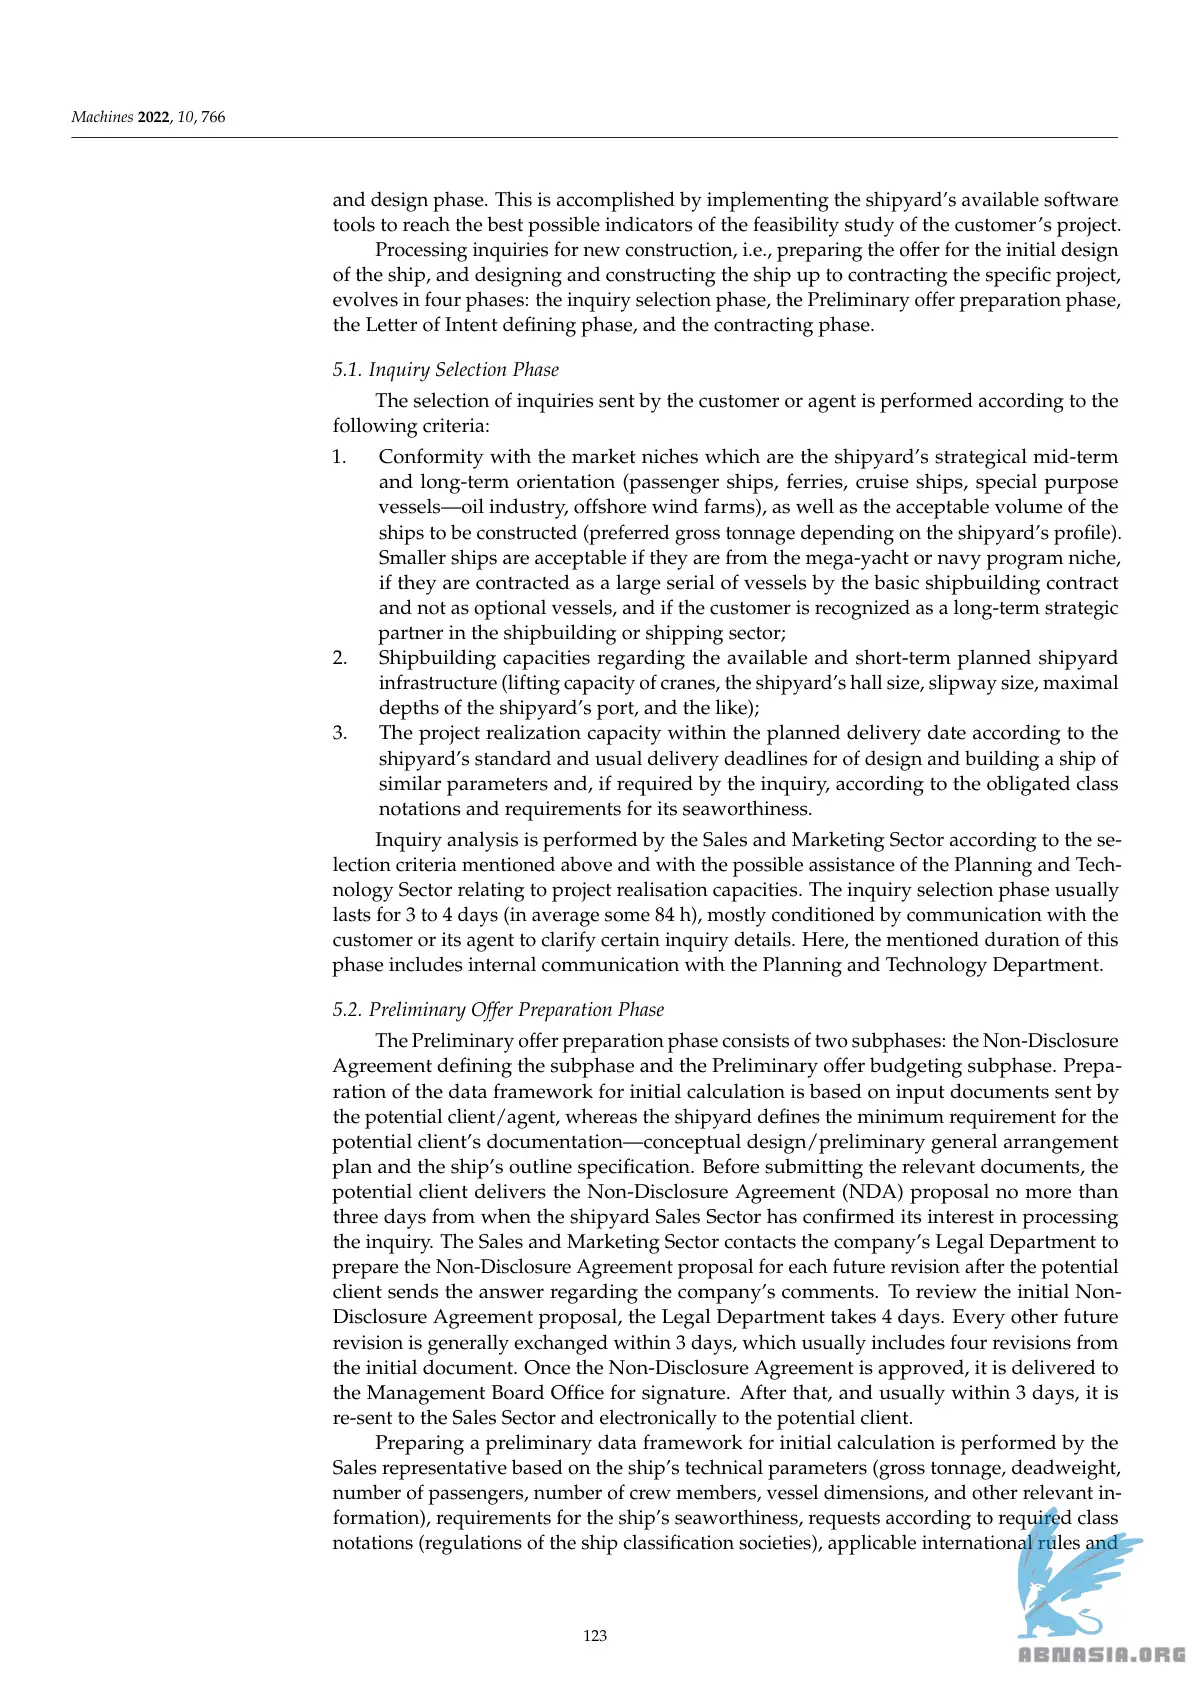 Machines 2022, 10, 766
and design phase. This is accomplished by implementing the shipyard's available software
tools to reach the best possible indicators of the feasibility study of the customer's project.
Processing inquiries for new construction, i.e., preparing the offer for the initial design
of the ship, and designing and constructing the ship up to contracting the specific project,
evolves in four phases: the inquiry selection phase, the Preliminary offer preparation phase,
the Letter of Intent defining phase, and the contracting phase.
5.1. Inquiry Selection Phase
The selection of inquiries sent by the customer or agent is performed according to the
following criteria:
1. Conformity with the market niches which are the shipyard's strategical mid-term
and long-term orientation (passenger ships, ferries, cruise ships, special purpose
vessels—oil industry, offshore wind farms), as well as the acceptable volume of the
ships to be constructed (preferred gross tonnage depending on the shipyard's profile).
Smaller ships are acceptable if they are from the mega-yacht or navy program niche,
if they are contracted as a large serial of vessels by the basic shipbuilding contract
and not as optional vessels, and if the customer is recognized as a long-term strategic
partner in the shipbuilding or shipping sector;
2. Shipbuilding capacities regarding the available and short-term planned shipyard
infrastructure (lifting capacity of cranes, the shipyard's hall size, slipway size, maximal
depths of the shipyard's port, and the like);
3. The project realization capacity within the planned delivery date according to the
shipyard's standard and usual delivery deadlines for of design and building a ship of
similar parameters and, if required by the inquiry, according to the obligated class
notations and requirements for its seaworthiness.
Inquiry analysis is performed by the Sales and Marketing Sector according to the se-
lection criteria mentioned above and with the possible assistance of the Planning and Tech-
nology Sector relating to project realisation capacities. The inquiry selection phase usually
lasts for 3 to 4 days (in average some 84 h), mostly conditioned by communication with the
customer or its agent to clarify certain inquiry details. Here, the mentioned duration of this
phase includes internal communication with the Planning and Technology Department.
5.2. Preliminary Offer Preparation Phase
The Preliminary offer preparation phase consists of two subphases: the Non-Disclosure
Agreement defining the subphase and the Preliminary offer budgeting subphase. Prepa-
ration of the data framework for initial calculation is based on input documents sent by
the potential client/agent, whereas the shipyard defines the minimum requirement for the
potential client's documentation—conceptual design/preliminary general arrangement
plan and the ship's outline specification. Before submitting the relevant documents, the
potential client delivers the Non-Disclosure Agreement (NDA) proposal no more than
three days from when the shipyard Sales Sector has confirmed its interest in processing
the inquiry. The Sales and Marketing Sector contacts the company's Legal Department to
prepare the Non-Disclosure Agreement proposal for each future revision after the potential
client sends the answer regarding the company's comments. To review the initial Non-
Disclosure Agreement proposal, the Legal Department takes 4 days. Every other future
revision is generally exchanged within 3 days, which usually includes four revisions from
the initial document. Once the Non-Disclosure Agreement is approved, it is delivered to
the Management Board Office for signature. After that, and usually within 3 days, it is
re-sent to the Sales Sector and electronically to the potential client.
Preparing a preliminary data framework for initial calculation is performed by the
Sales representative based on the ship's technical parameters (gross tonnage, deadweight,
number of passengers, number of crew members, vessel dimensions, and other relevant in-
formation), requirements for the ship's seaworthiness, requests according to required class
notations (regulations of the ship classification societies), applicable international rules and
123
ABNASIA.ORG